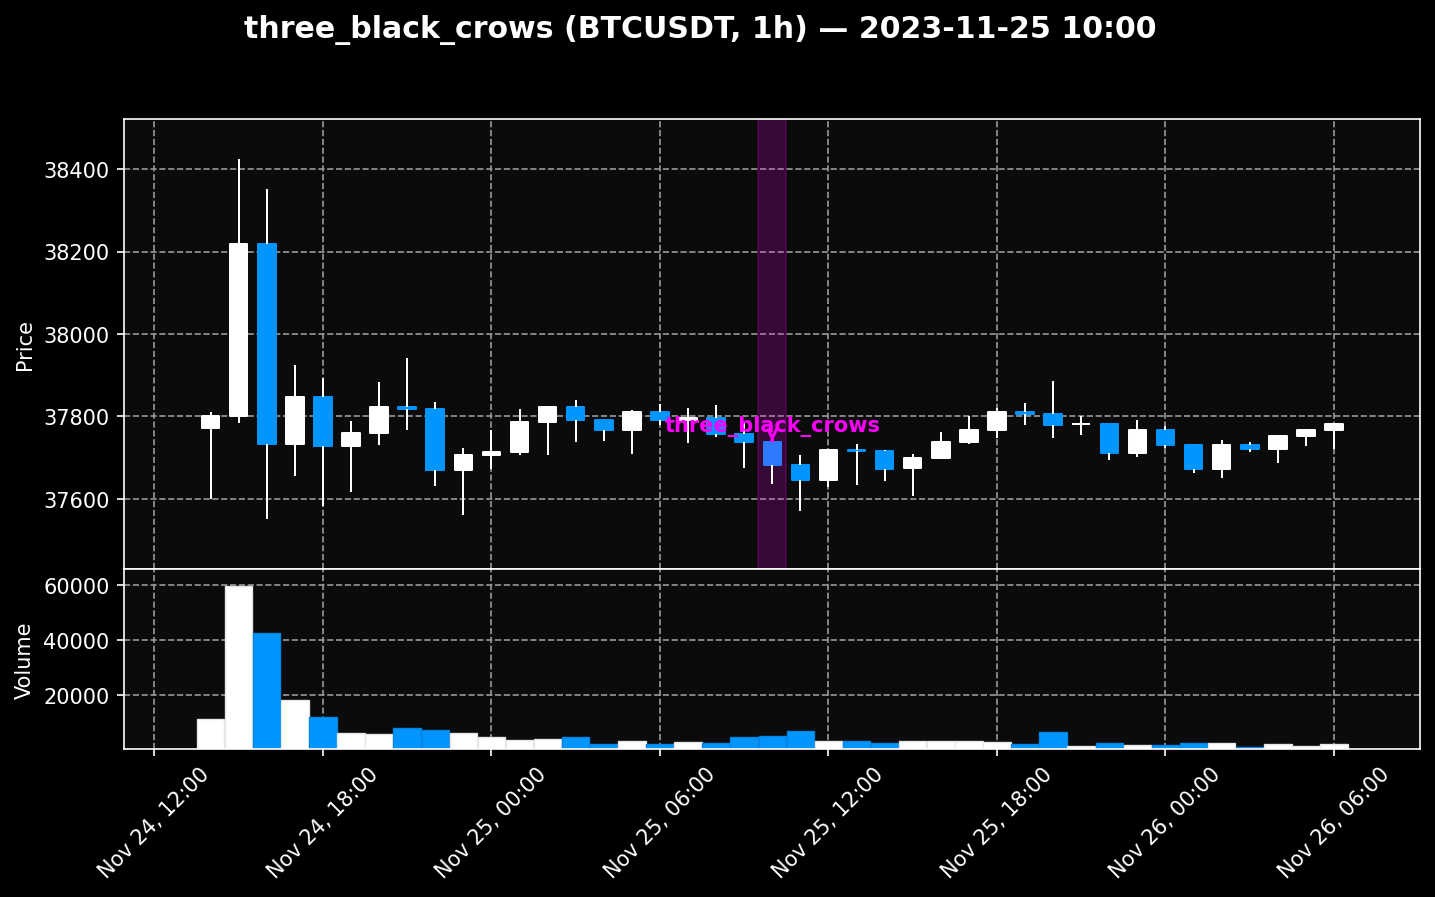 three_black_crows (BTCUSDT, 1h) — 2023-11-25 10:00
Price
38400
38200
38000
37800
37600
three_black_crows
Volume
60000
40000
20000
Nov 24, 12:00
Nov 24, 18:00
Nov 25, 00:00
Nov 25, 06:00
Nov 25, 12:00
Nov 25, 18:00
Nov 26, 00:00
Nov 26, 06:00